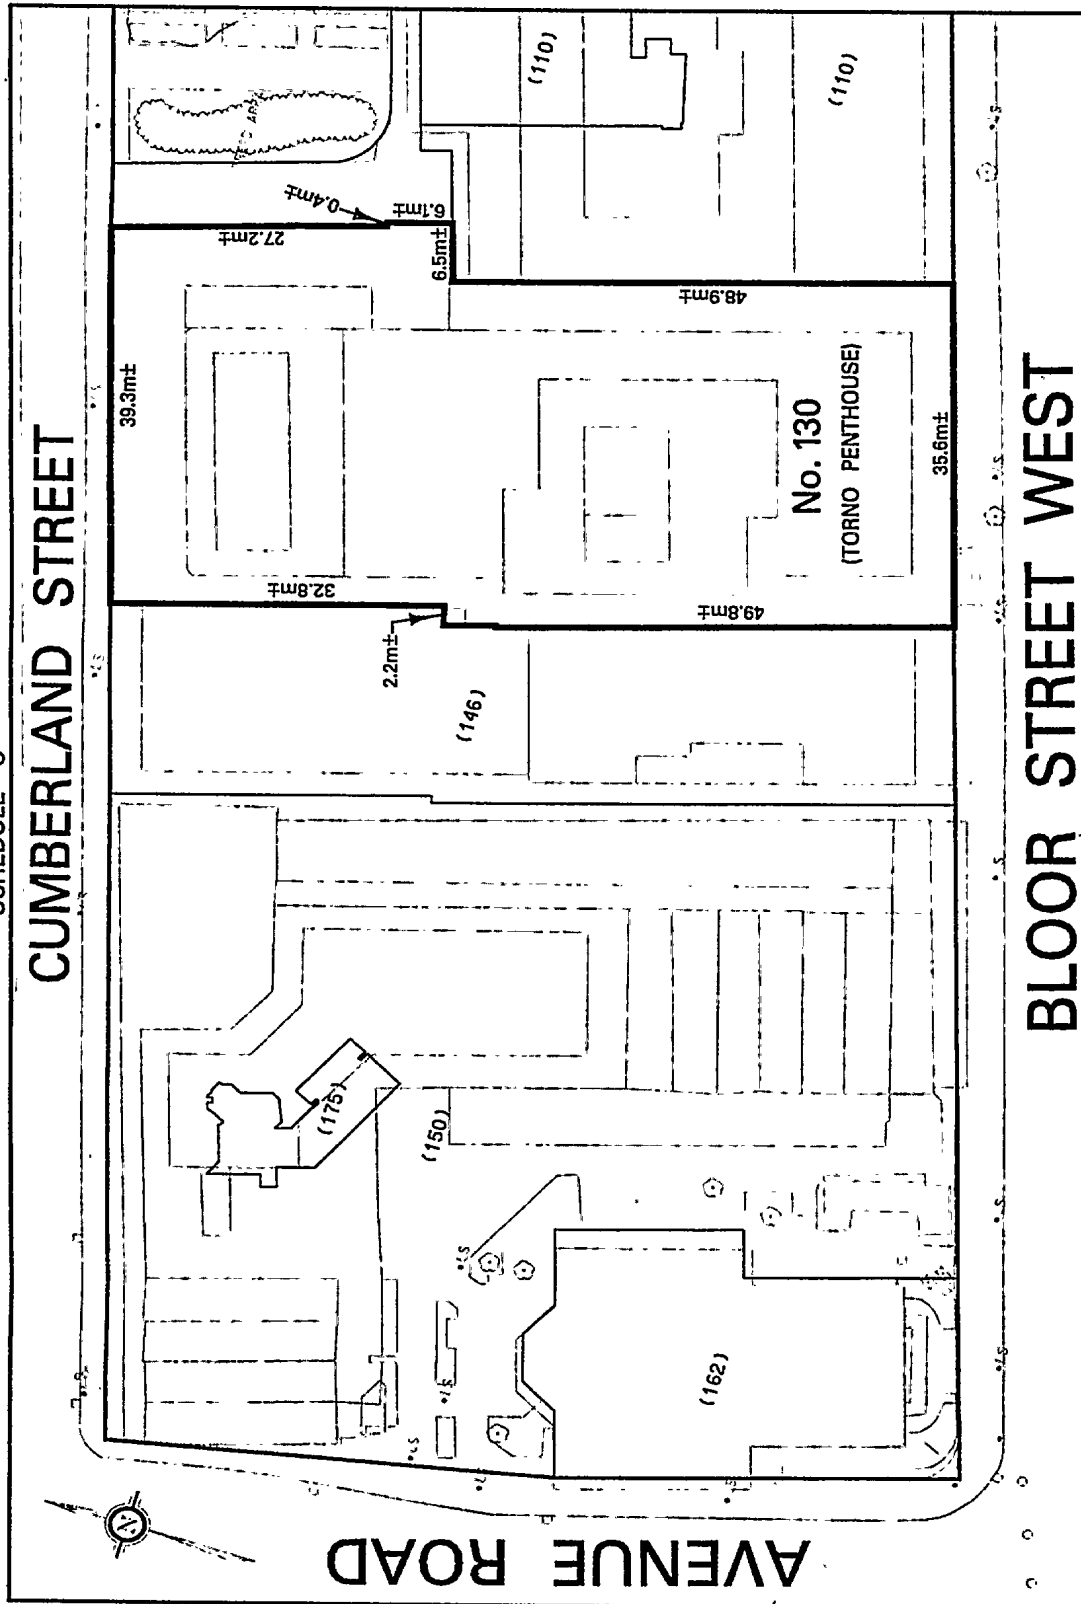 CUMBERLAND STREET
39.3m±
27.2m±
0.4m±
6.1m±
6.5m±
48.9m±
(110)
(110)
32.8m±
2.2m±
49.8m±
35.6m±
No. 130
(TORNO PENTHOUSE)
(146)
(175)
(150)
(162)
AVENUE ROAD
BLOOR STREET WEST
N